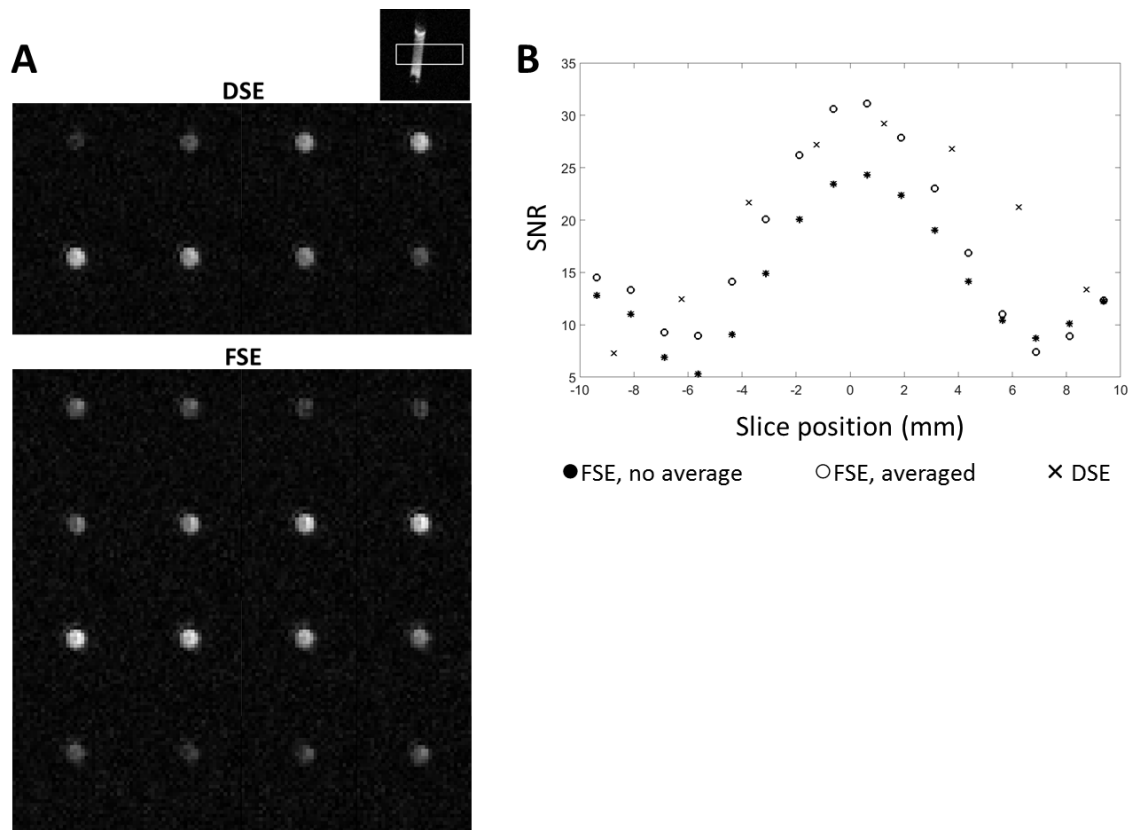 A
DSE
FSE
B
SNR
35
30
25
20
15
10
5
-10 -8 -6 -4 -2 0 2 4 6 8 10
Slice position (mm)
●FSE, no average ○FSE, averaged ×DSE